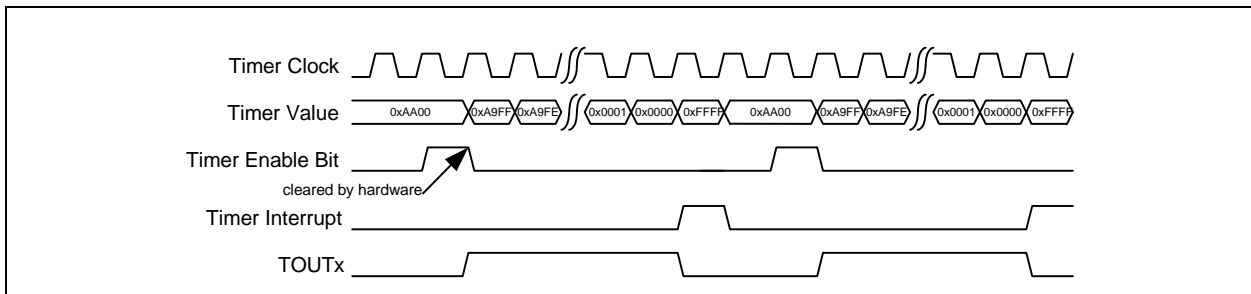 Timer Clock
Timer Value 0xAA00 0xA9FF 0xA9FE 0x0001 0x0000 0xFFFF 0xAA00 0xA9FF 0xA9FE 0x0001 0x0000 0xFFFF
Timer Enable Bit
cleared by hardware
Timer Interrupt
TOUTx